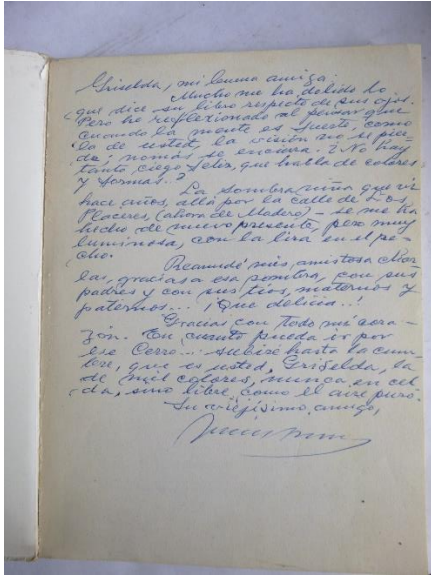 Griselda, mi buena amiga:
Mucho me ha dolido lo
que dice su libro respecto de sus ojos.
Pero he reflexionado al pensar que
cuando la mente es fuerte, como
la de usted, la visión no se pier-
de; nomás se enciera. ¿No hay
tanto ciego feliz, que habla de colores
y formas..?
La sombra niña que vi
hace años, allá por la calle de Los
Placeres, (ahora de Madero) – se me ha
hecho de nuevo presente, pero muy
luminosa, con la lira en el pe-
cho.
Reanudé mis amistosas
las, gracias a esa sombra, con sus
padres y con sus tíos, maternos y
paternos... ¡Qué delicia..!
Gracias con todo mi cora-
zón. En cuanto pueda ir por
ese Cerro... subiré hasta la cum-
bre, que es usted, Griselda, la
de mil colores, nunca en cel-
da, sino libre como el aire puro.
Su viejísimo amigo,